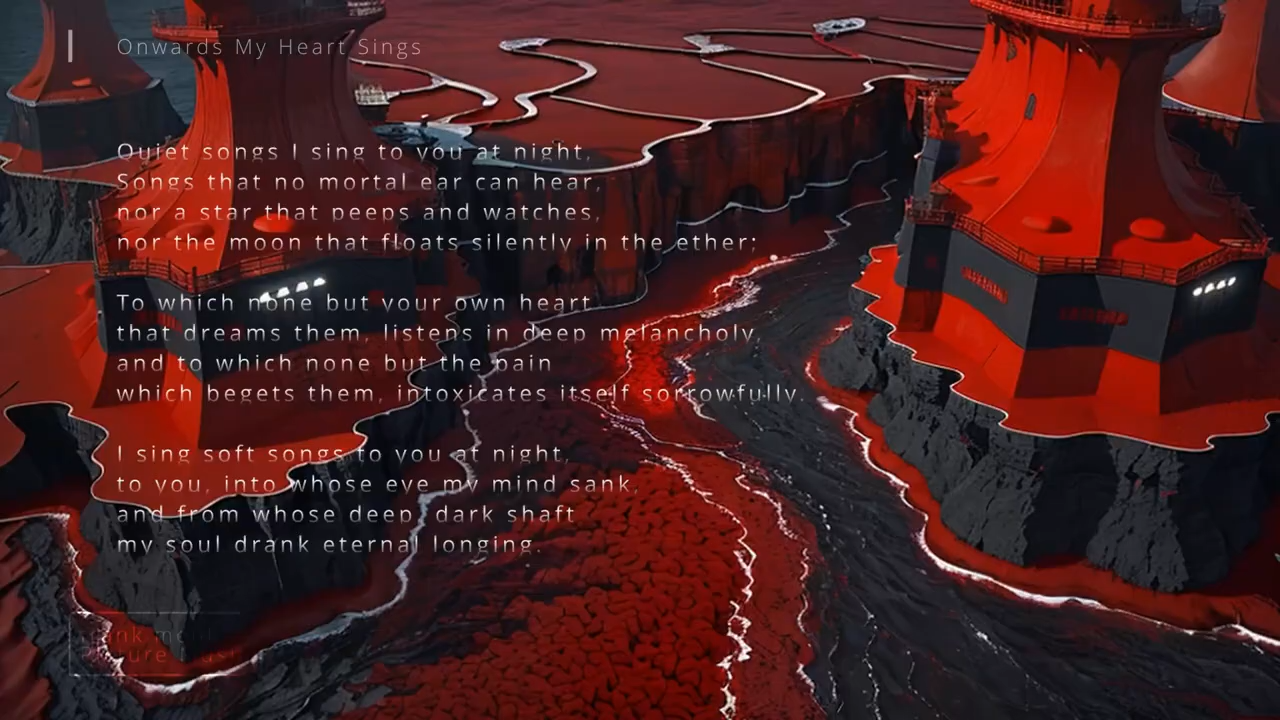 Onwards My Heart Sings
Quiet songs I sing to you at night,
Songs that no mortal ear can hear,
nor a star that peeps and watches,
nor the moon that floats silently in the ether;
To which none but your own heart,
that dreams them, listens in deep melancholy,
and to which none but the pain
which begets them, intoxicates itself sorrowfully.
I sing soft songs to you at night,
to you, into whose eye my mind sank,
and from whose deep, dark shaft
my soul drank eternal longing.